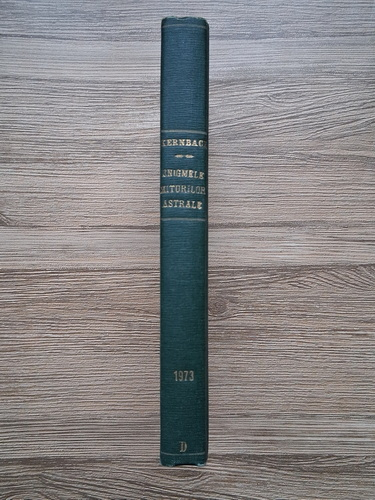 KERNBACH
ENIGMELE
MITURILOR
ASTRALE
1973
D